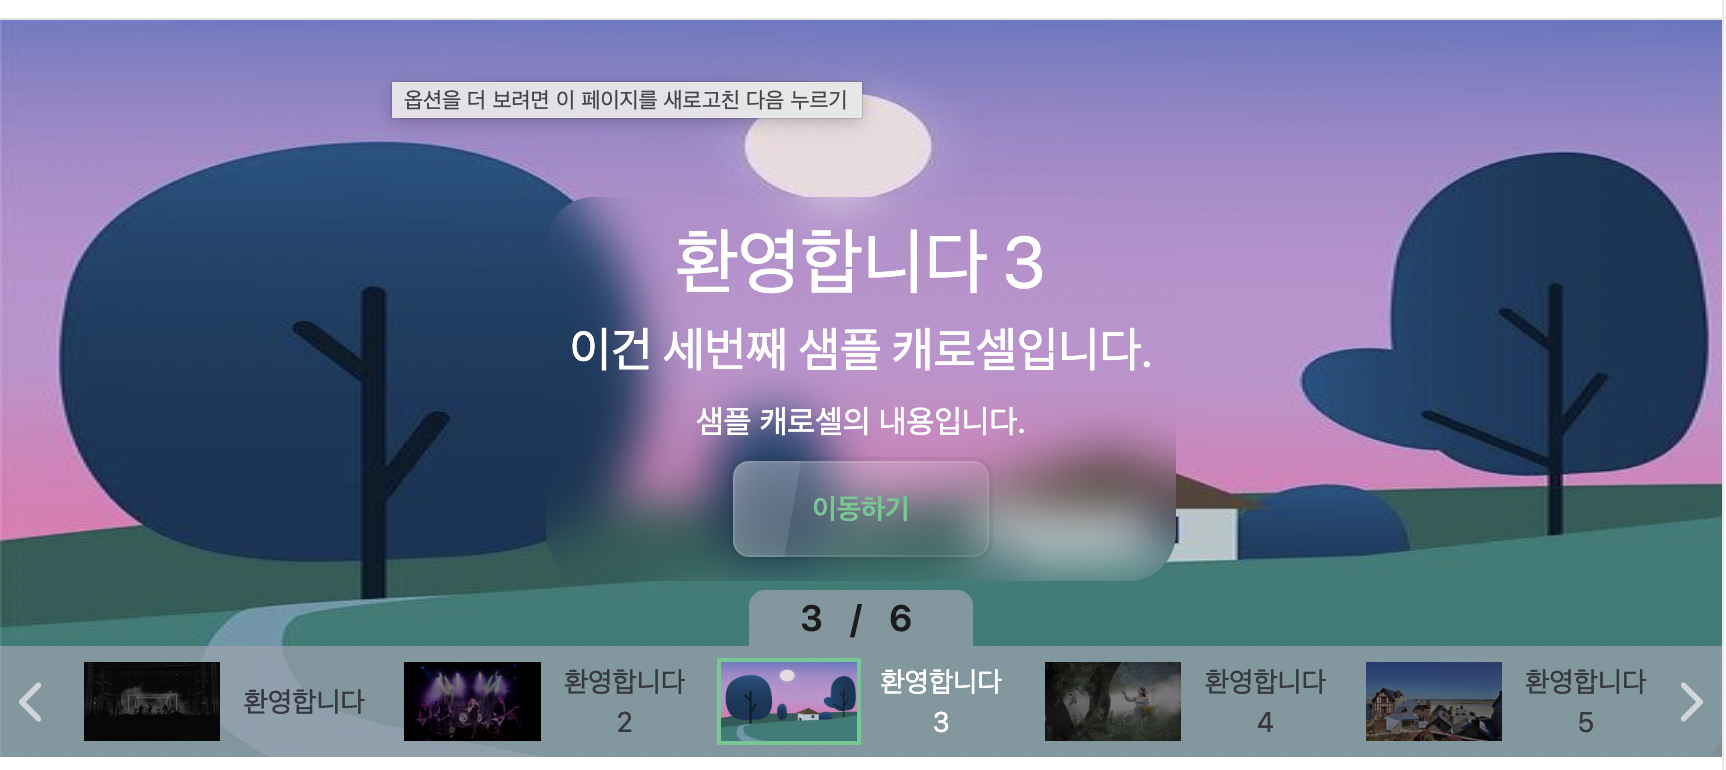 옵션을 더 보려면 이 페이지를 새로고친 다음 누르기
환영합니다 3
이건 세번째 샘플 캐로셀입니다.
샘플 캐로셀의 내용입니다.
이동하기
3 / 6
환영합니다
환영합니다
2
환영합니다
3
환영합니다
4
환영합니다
5